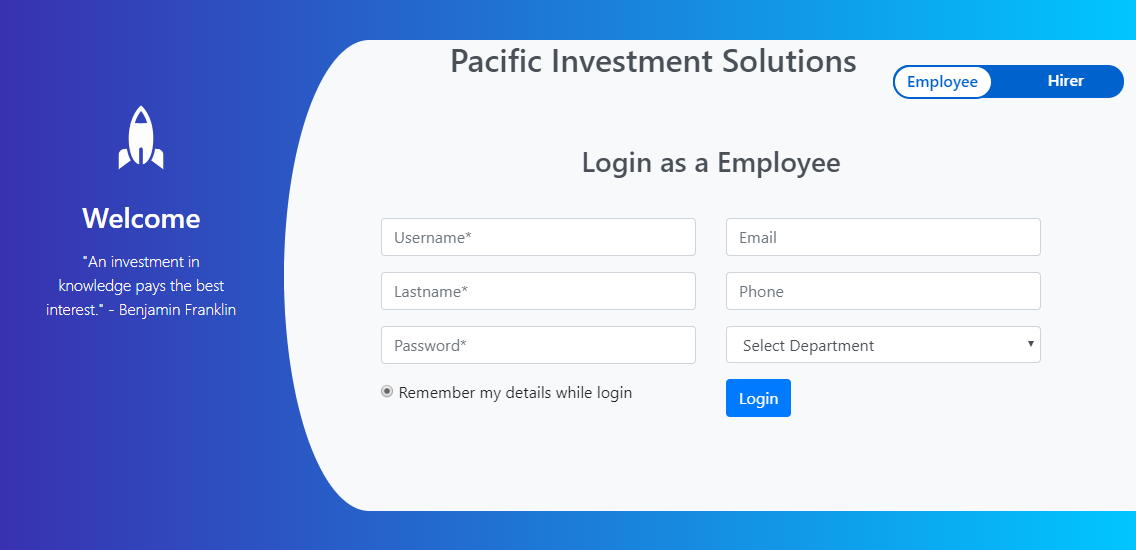 Pacific Investment Solutions
Employee
Hirer
Welcome
"An investment in
knowledge pays the best
interest." - Benjamin Franklin
Login as a Employee
Username*
Email
Lastname*
Phone
Password*
Select Department
Remember my details while login
Login